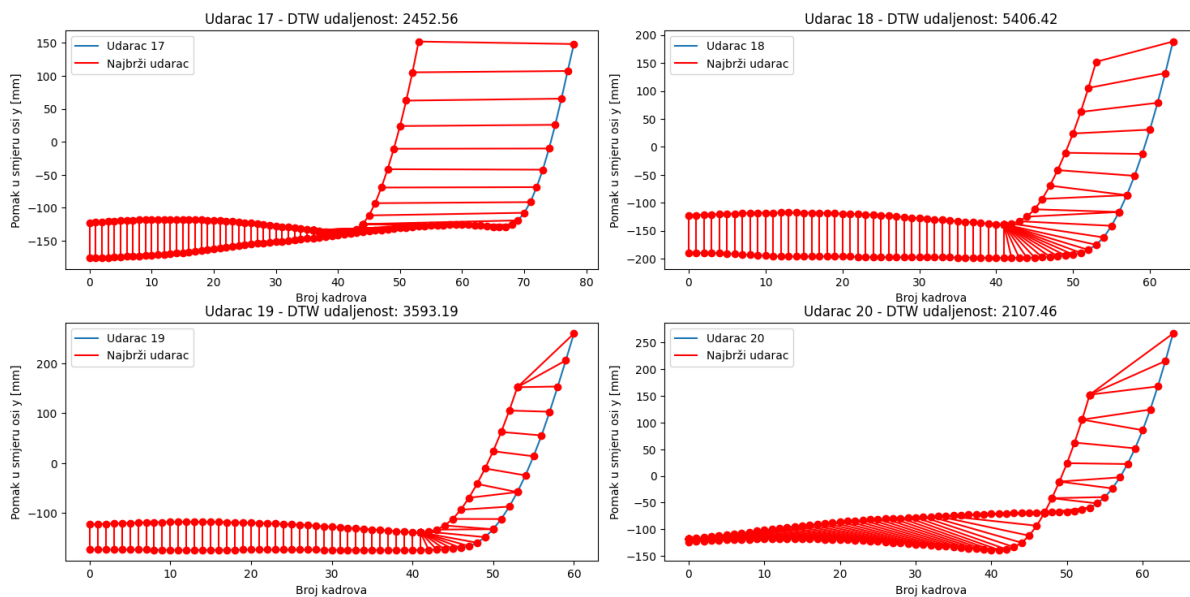 Udarac 17 - DTW udaljenost: 2452.56
Pomak u smjeru osi y [mm]
150
100
50
0
−50
−100
−150
Udarac 17
Najbrži udarac
0 10 20 30 40 50 60 70 80
Broj kadrova
Udarac 18 - DTW udaljenost: 5406.42
Pomak u smjeru osi y [mm]
200
150
100
50
0
−50
−100
−150
−200
Udarac 18
Najbrži udarac
0 10 20 30 40 50 60
Broj kadrova
Udarac 19 - DTW udaljenost: 3593.19
Pomak u smjeru osi y [mm]
200
100
0
−100
Udarac 19
Najbrži udarac
0 10 20 30 40 50 60
Broj kadrova
Udarac 20 - DTW udaljenost: 2107.46
Pomak u smjeru osi y [mm]
250
200
150
100
50
0
−50
−100
−150
Udarac 20
Najbrži udarac
0 10 20 30 40 50 60
Broj kadrova